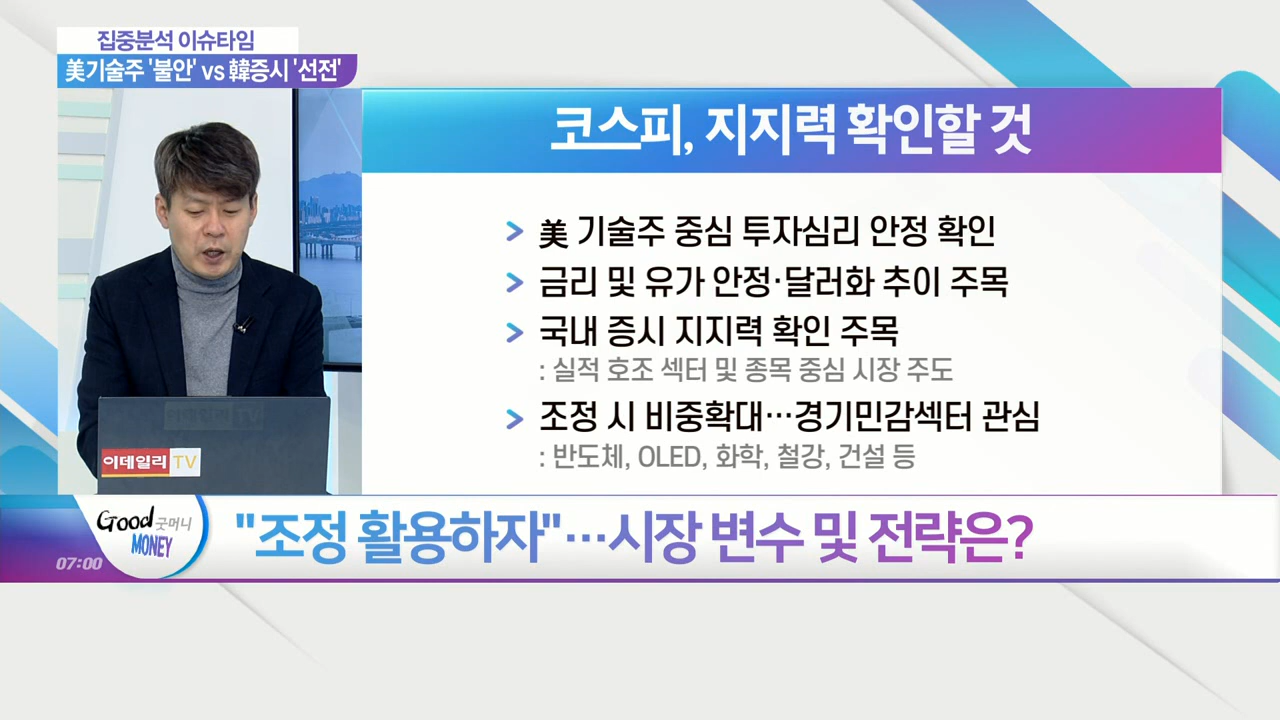 집중분석 이슈타임
美기술주 '불안' vs 韓증시 '선전'
코스피, 지지력 확인할 것
> 美 기술주 중심 투자심리 안정 확인
> 금리 및 유가 안정·달러화 추이 주목
> 국내 증시 지지력 확인 주목
: 실적 호조 섹터 및 종목 중심 시장 주도
> 조정 시 비중확대…경기민감섹터 관심
: 반도체, OLED, 화학, 철강, 건설 등
이데일리 TV
이데일리 TV
Good 굿머니
MONEY
07:00
"조정 활용하자"…시장 변수 및 전략은?